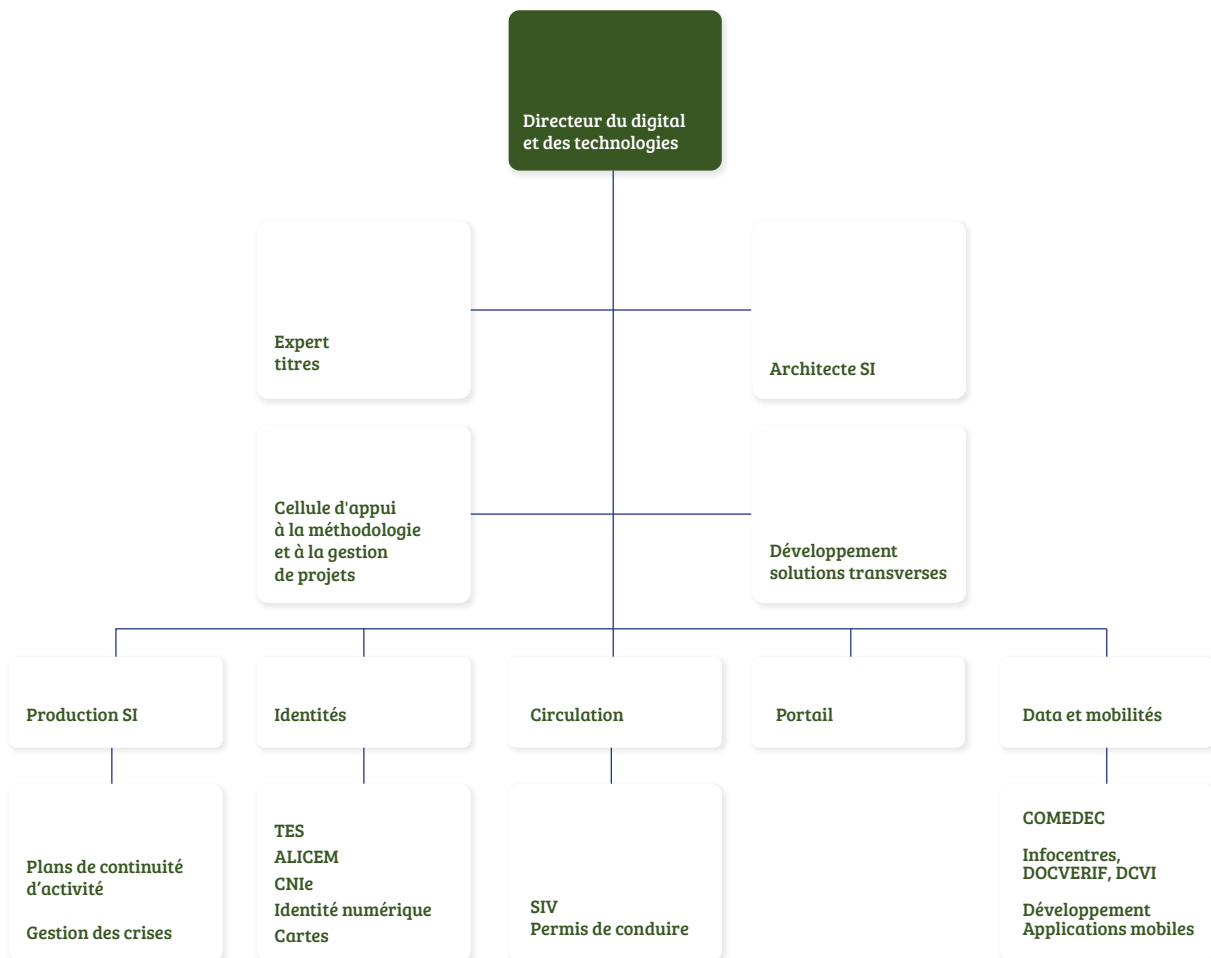 Directeur du digital
et des technologies
Expert
titres
Architecte SI
Cellule d'appui
à la méthodologie
et à la gestion
de projets
Développement
solutions transverses
Production SI
Identités
Circulation
Portail
Data et mobilités
Plans de continuité
d’activité
Gestion des crises
TES
ALICEM
CNIe
Identité numérique
Cartes
SIV
Permis de conduire
COMEDEC
Infocentres,
DOCVERIF, DCVI
Développement
Applications mobiles